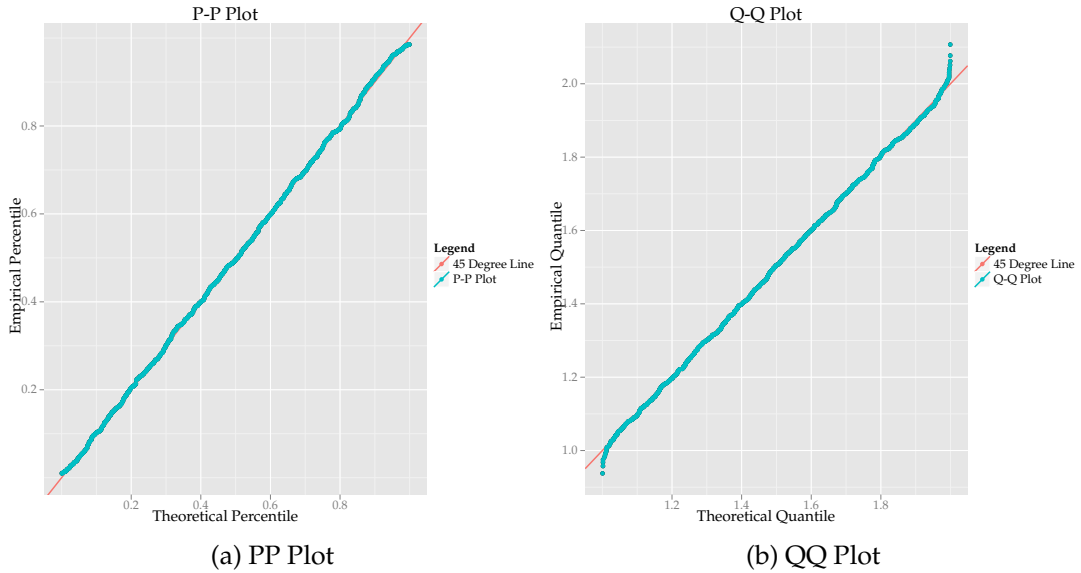 P-P Plot
0.8
0.6
0.4
0.2
0.2
0.4
0.6
0.8
Empirical Percentile
Theoretical Percentile
Legend
45 Degree Line
P-P Plot
(a) PP Plot
Q-Q Plot
2.0
1.8
1.6
1.4
1.2
1.0
1.2
1.4
1.6
1.8
Empirical Quantile
Theoretical Quantile
Legend
45 Degree Line
Q-Q Plot
(b) QQ Plot